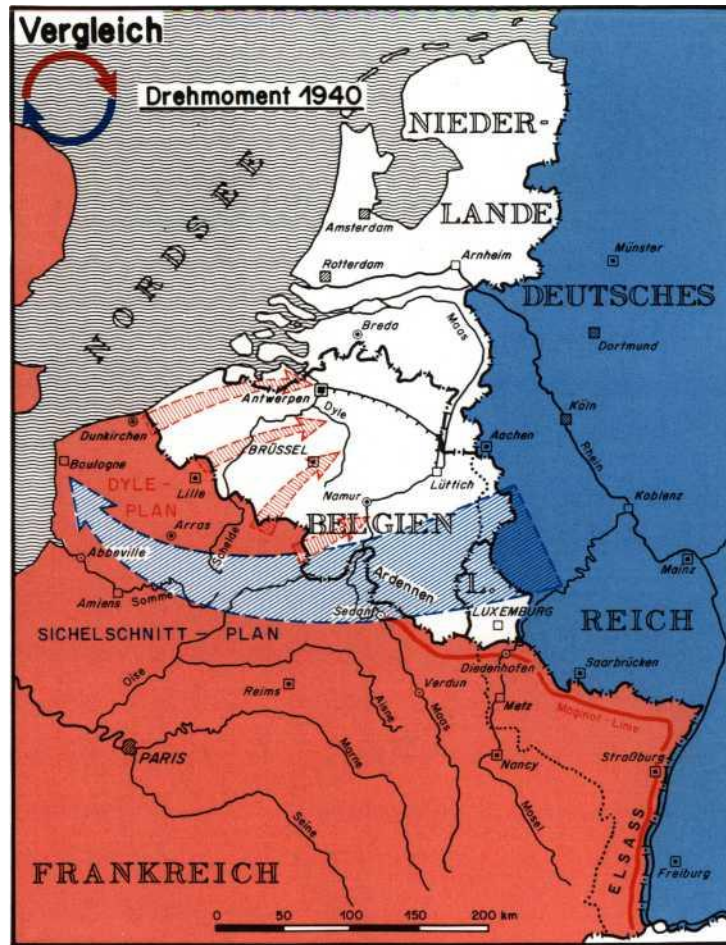 Vergleich
Drehmoment 1940
NORDSEE
NIEDER-
LANDE
Amsterdam
Rotterdam
Arnheim
Münster
DEUTSCHES
Breda
Maas
Dortmund
Antwerpen
Dyle
Köln
Dunkirchen
BRÜSSEL
Aachen
Rhein
Boulogne
Lille
Lüttich
DYLE-
PLAN
Namur
Koblenz
Arras
Schelde
BELGIEN
Abbeville
Ardennen
L.
Mainz
Amiens
Somme
Sedan
LUXEMBURG
REICH
SICHELSCHNITT-PLAN
Diedenhofen
Saarbrücken
Oise
Reims
Aisne
Maas
Verdun
Metz
Maginot-Linie
PARIS
Marne
Nancy
Straßburg
Seine
Mosel
ELSASS
FRANKREICH
Freiburg
0 50 100 150 200 km